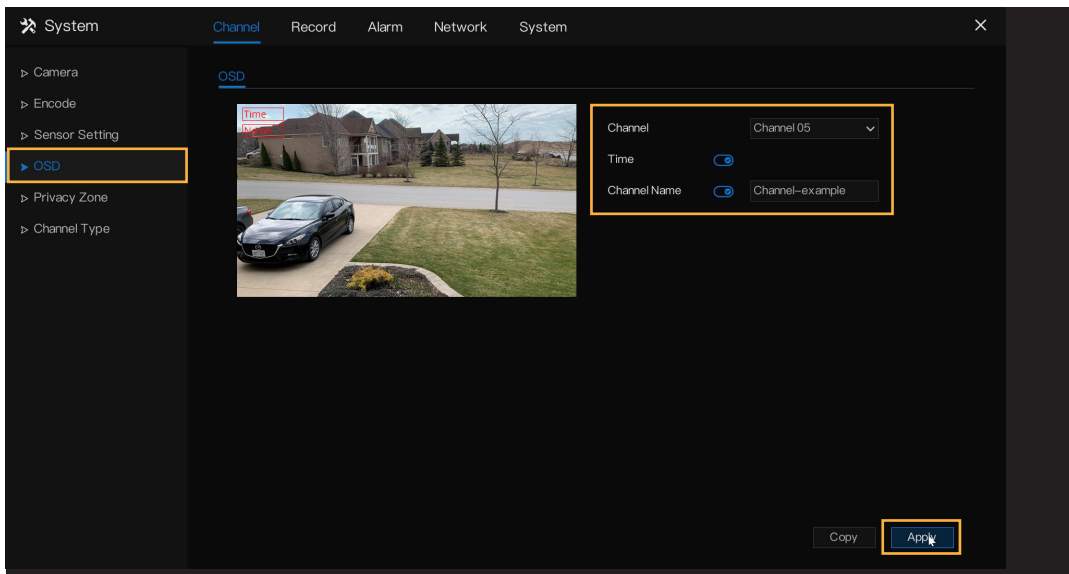 System
Channel Record Alarm Network System
Camera
Encode
Sensor Setting
OSD
Privacy Zone
Channel Type
OSD
Time
Name
Channel Channel 05
Time
Channel Name Channel-example
Copy Apply